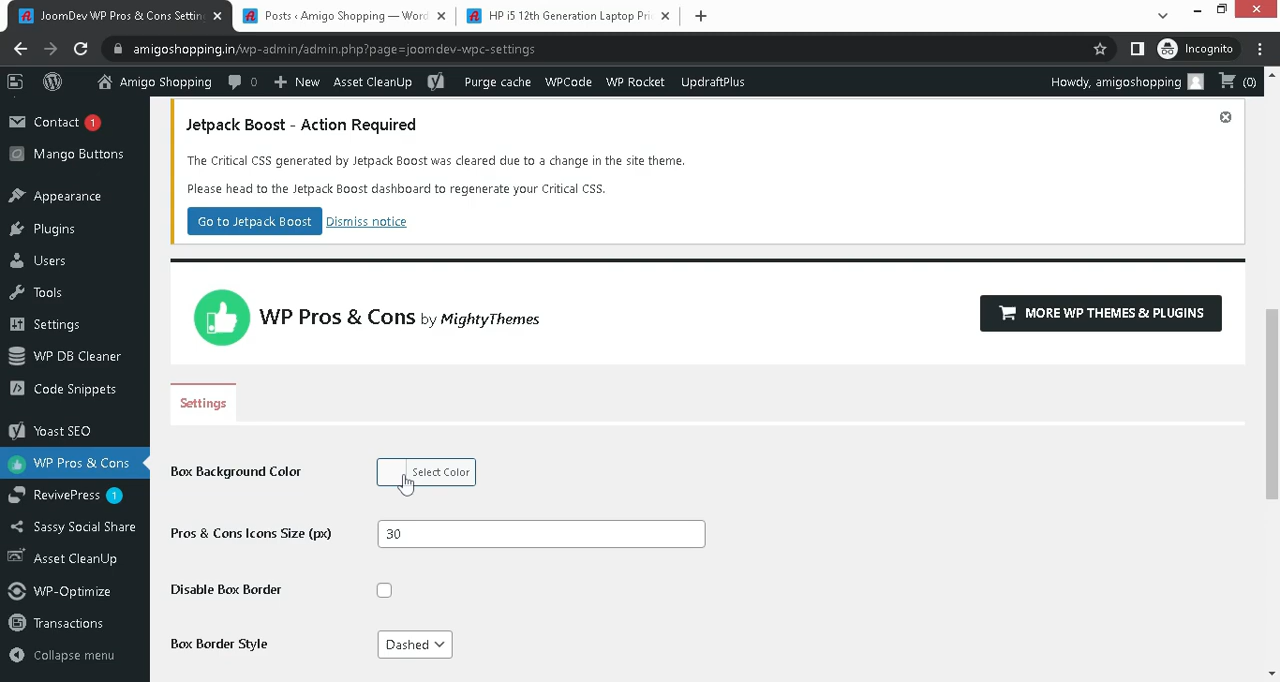 JoomDev WP Pros & Cons Settin
Posts ‹ Amigo Shopping — Word
HP i5 12th Generation Laptop Pri
amigoshopping.in/wp-admin/admin.php?page=joomdev-wpc-settings
Incognito
Amigo Shopping
0
New
Asset CleanUp
Purge cache
WPCode
WP Rocket
UpdraftPlus
Howdy, amigoshopping
(0)
Contact 1
Mango Buttons
Appearance
Plugins
Users
Tools
Settings
WP DB Cleaner
Code Snippets
Yoast SEO
WP Pros & Cons
RevivePress 1
Sassy Social Share
Asset CleanUp
WP-Optimize
Transactions
Collapse menu
Jetpack Boost - Action Required
The Critical CSS generated by Jetpack Boost was cleared due to a change in the site theme.
Please head to the Jetpack Boost dashboard to regenerate your Critical CSS.
Go to Jetpack Boost Dismiss notice
WP Pros & Cons by MightyThemes
MORE WP THEMES & PLUGINS
Settings
Box Background Color
Select Color
Pros & Cons Icons Size (px)
30
Disable Box Border
Box Border Style
Dashed